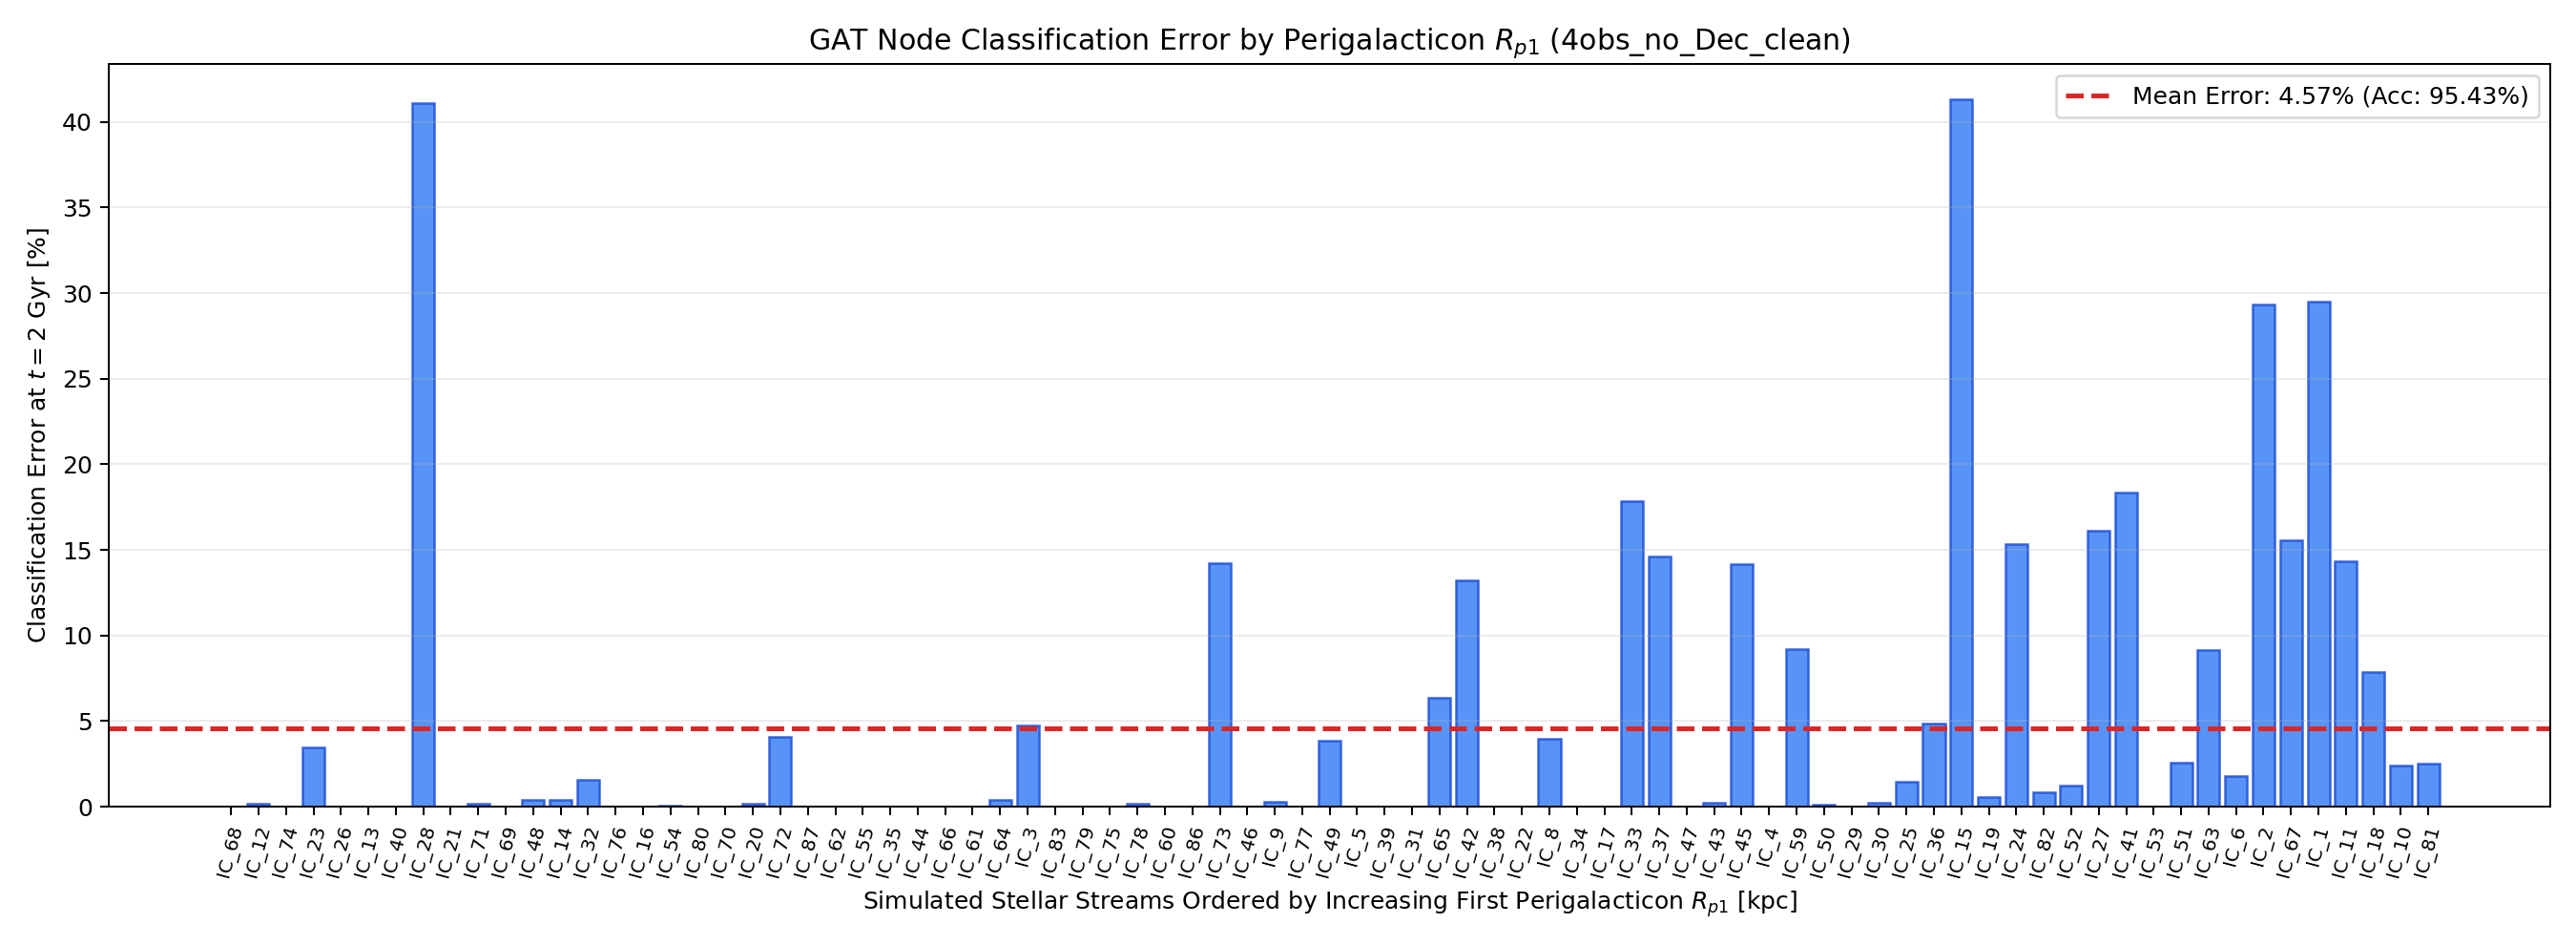 GAT Node Classification Error by Perigalacticon $R_{p1}$ (4obs_no_Dec_clean)
Mean Error: 4.57% (Acc: 95.43%)
Classification Error at $t = 2$ Gyr [%]
40
35
30
25
20
15
10
5
0
IC_68 IC_12 IC_74 IC_23 IC_26 IC_13 IC_40 IC_28 IC_21 IC_71 IC_69 IC_48 IC_14 IC_32 IC_76 IC_16 IC_54 IC_80 IC_70 IC_20 IC_72 IC_87 IC_62 IC_55 IC_35 IC_44 IC_66 IC_61 IC_64 IC_3 IC_83 IC_79 IC_75 IC_78 IC_60 IC_86 IC_73 IC_46 IC_9 IC_77 IC_49 IC_5 IC_39 IC_31 IC_65 IC_42 IC_38 IC_22 IC_8 IC_34 IC_17 IC_33 IC_37 IC_47 IC_43 IC_45 IC_4 IC_59 IC_50 IC_29 IC_30 IC_25 IC_36 IC_15 IC_19 IC_24 IC_82 IC_52 IC_27 IC_41 IC_53 IC_51 IC_63 IC_6 IC_2 IC_67 IC_1 IC_11 IC_18 IC_10 IC_81
Simulated Stellar Streams Ordered by Increasing First Perigalacticon $R_{p1}$ [kpc]